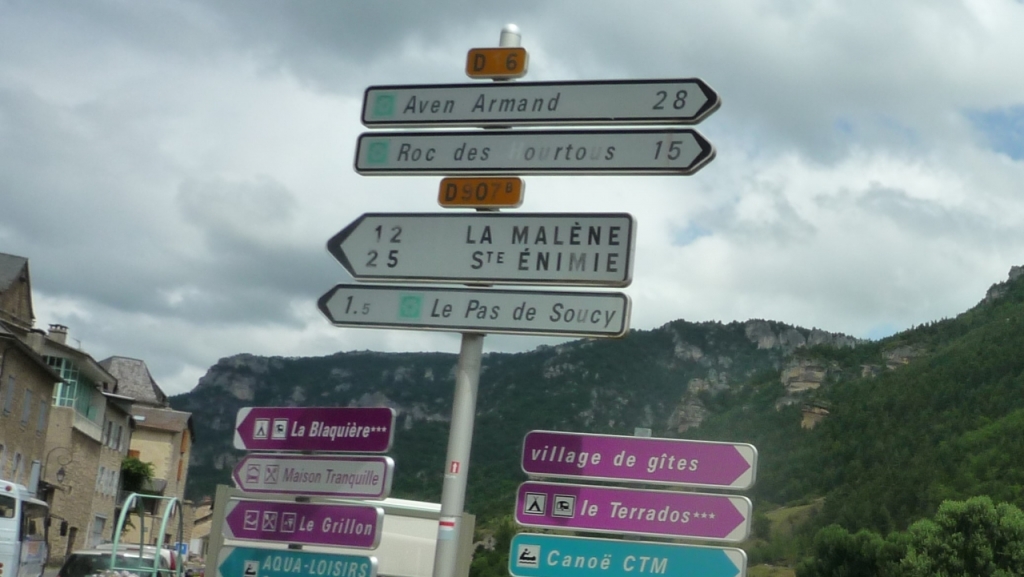 D 6
Aven Armand 28
Roc des Hourtous 15
D907B
12 LA MALÈNE
25 STE ÉNIMIE
1.5 Le Pas de Soucy
La Blaquière***
Maison Tranquille
Le Grillon
AQUA-LOISIRS
village de gîtes
le Terrados***
Canoë CTM